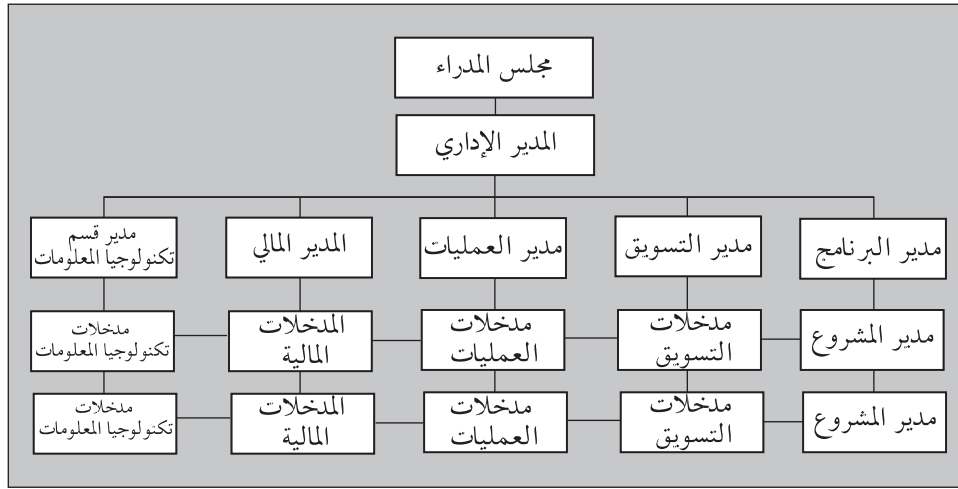 مجلس المدراء
المدير الإداري
مدير البرنامج
مدير التسويق
مدير العمليات
المدير المالي
مدير قسم
تكنولوجيا المعلومات
مدير المشروع
مدخلات
التسويق
مدخلات
العمليات
المدخلات
المالية
مدخلات
تكنولوجيا المعلومات
مدير المشروع
مدخلات
التسويق
مدخلات
العمليات
المدخلات
المالية
مدخلات
تكنولوجيا المعلومات